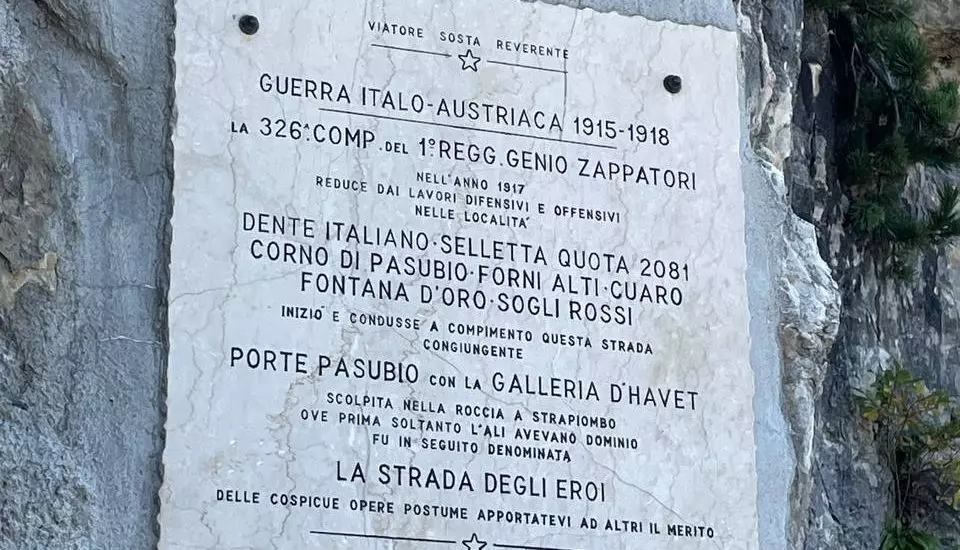 VIATORE SOSTA REVERENTE
GUERRA ITALO-AUSTRIACA 1915-1918
LA 326ª COMP. DEL 1º REGG. GENIO ZAPPATORI
NELL'ANNO 1917
REDUCE DAI LAVORI DIFENSIVI E OFFENSIVI
NELLE LOCALITA'
DENTE ITALIANO·SELLETTA QUOTA 2081
CORNO DI PASUBIO·FORNI ALTI·CUARO
FONTANA D'ORO·SOGLI ROSSI
INIZIO' E CONDUSSE A COMPIMENTO QUESTA STRADA
CONGIUNGENTE
PORTE PASUBIO CON LA GALLERIA D'HAVET
SCOLPITA NELLA ROCCIA A STRAPIOMBO
OVE PRIMA SOLTANTO L'ALI AVEVANO DOMINIO
FU IN SEGUITO DENOMINATA
LA STRADA DEGLI EROI
DELLE COSPICUE OPERE POSTUME APPORTATEVI AD ALTRI IL MERITO